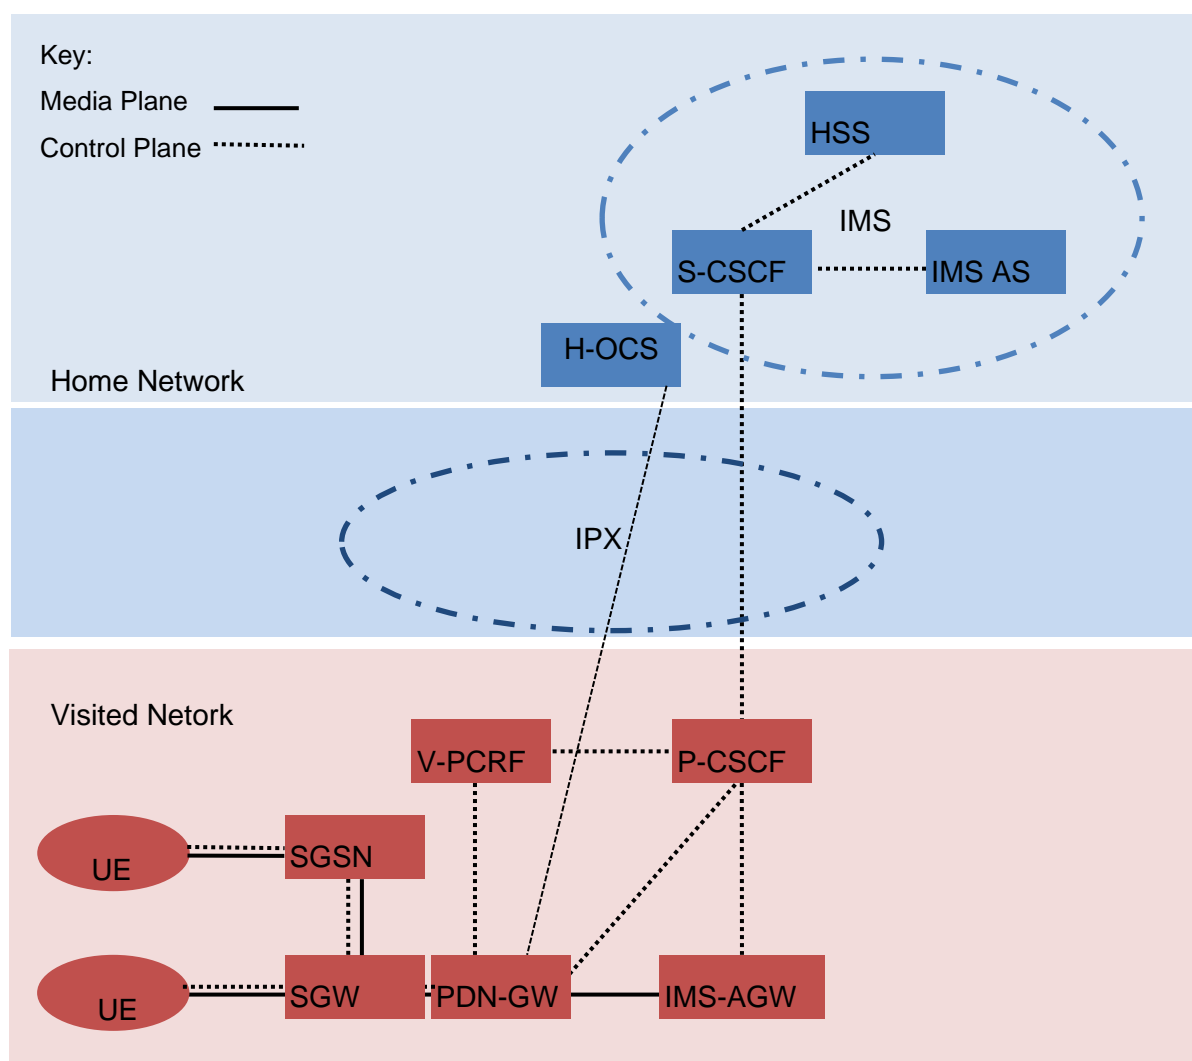 Key:
Media Plane
Control Plane
HSS
IMS
S-CSCF
IMS AS
H-OCS
Home Network
IPX
Visited Netork
V-PCRF
P-CSCF
UE
SGSN
UE
SGW
PDN-GW
IMS-AGW